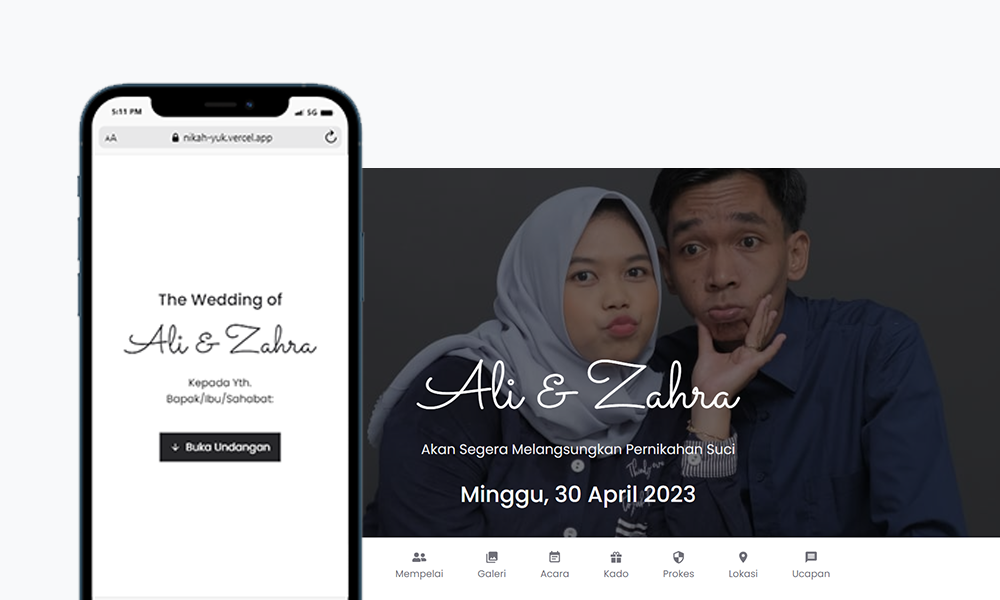 5:11 PM
5G
AA
nikah-yuk.vercel.app
The Wedding of
Ali & Zahra
Kepada Yth.
Bapak/Ibu/Sahabat:
Buka Undangan
Ali & Zahra
Akan Segera Melangsungkan Pernikahan Suci
Minggu, 30 April 2023
Mempelai
Galeri
Acara
Kado
Prokes
Lokasi
Ucapan